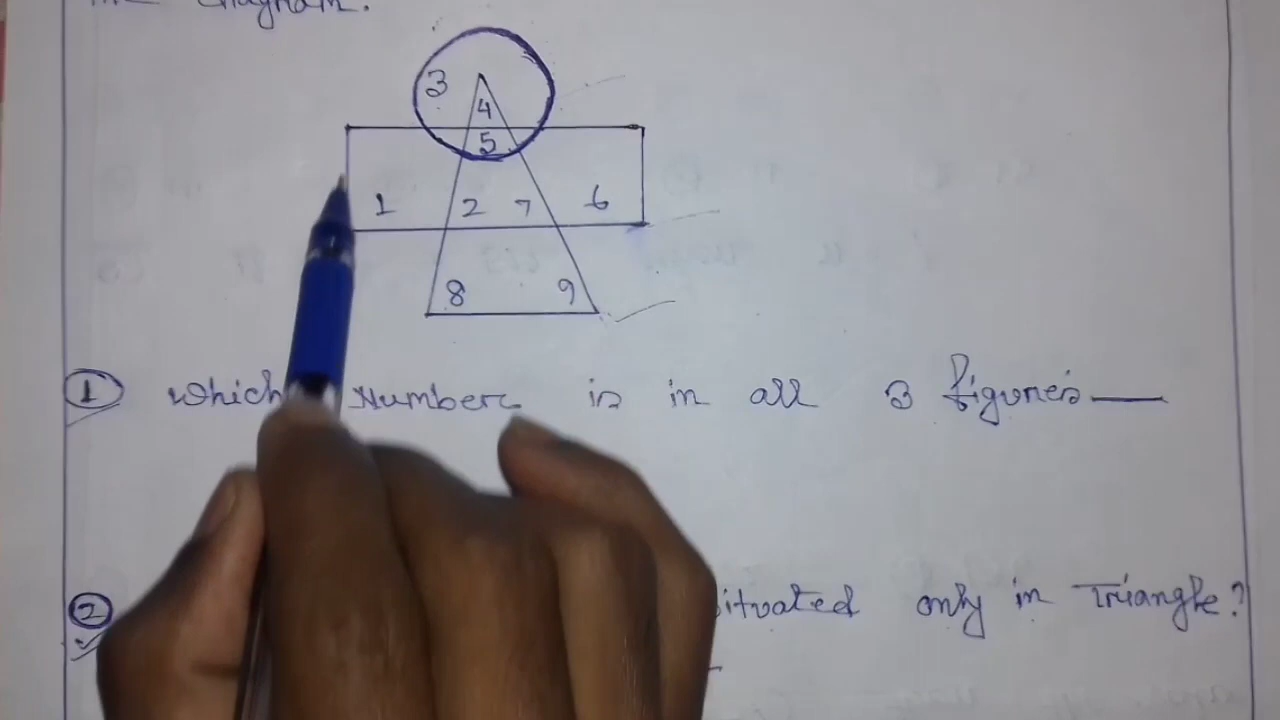 diagram.
3
4
5
1 2 7 6
8 9
① which Number is in all 3 figures
② situated only in Triangle?